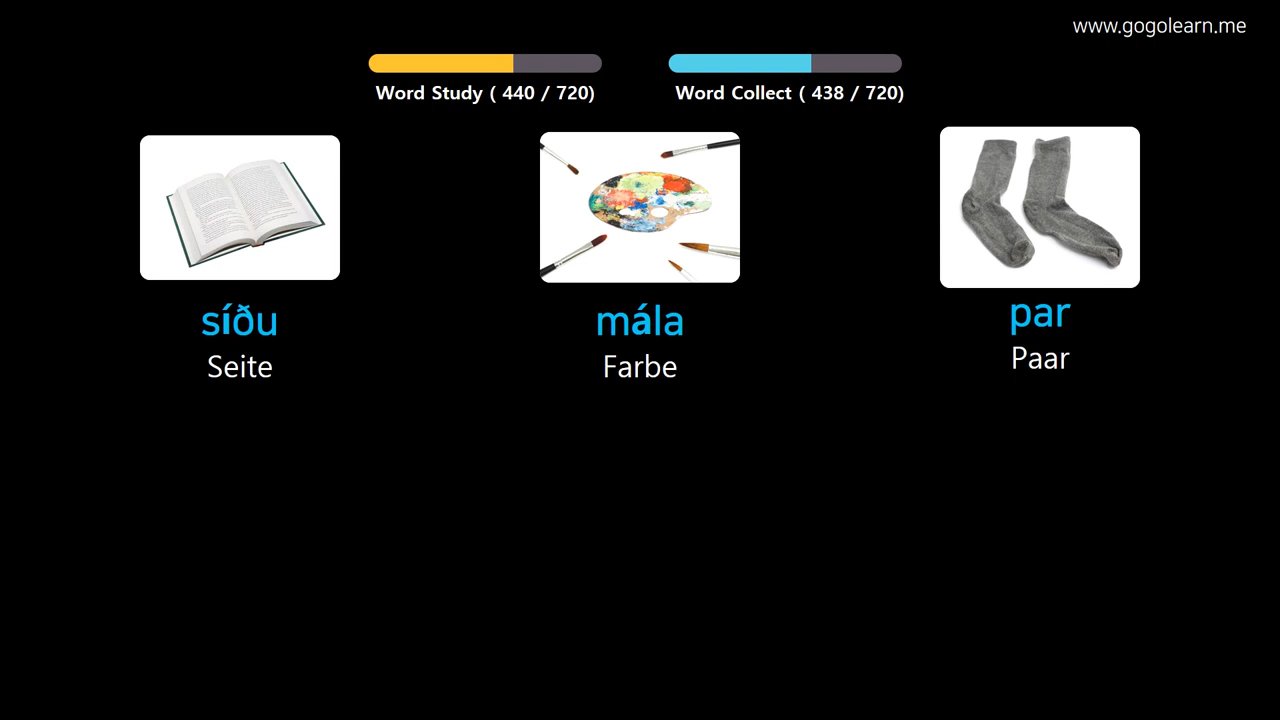 www.gogolearn.me
Word Study ( 440 / 720)
Word Collect ( 438 / 720)
síðu
Seite
mála
Farbe
par
Paar